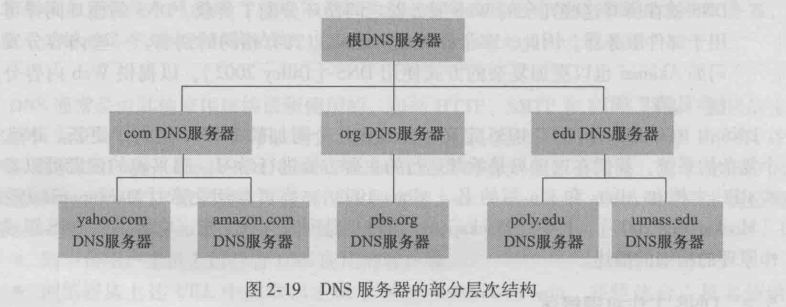 根DNS服务器
com DNS服务器
org DNS服务器
edu DNS服务器
yahoo.com
DNS服务器
amazon.com
DNS服务器
pbs.org
DNS服务器
poly.edu
DNS服务器
umass.edu
DNS服务器
图 2-19 DNS 服务器的部分层次结构